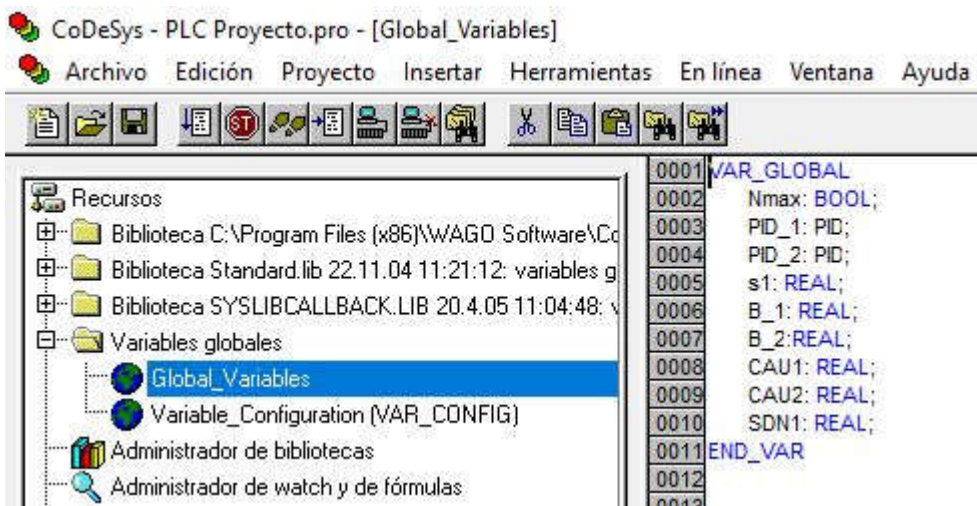 CoDeSys - PLC Proyecto.pro - [Global_Variables]
Archivo Edición Proyecto Insertar Herramientas En línea Ventana Ayuda
Recursos
Biblioteca C:\Program Files (x86)\WAGO Software\Co
Biblioteca Standard.lib 22.11.04 11:21:12: variables g
Biblioteca SYSLIBCALLBACK.LIB 20.4.05 11:04:48: v
Variables globales
Global_Variables
Variable_Configuration (VAR_CONFIG)
Administrador de bibliotecas
Administrador de watch y de fórmulas
0001 VAR_GLOBAL
0002 Nmax: BOOL;
0003 PID_1: PID;
0004 PID_2: PID;
0005 s1: REAL;
0006 B_1: REAL;
0007 B_2:REAL;
0008 CAU1: REAL;
0009 CAU2: REAL;
0010 SDN1: REAL;
0011 END_VAR
0012